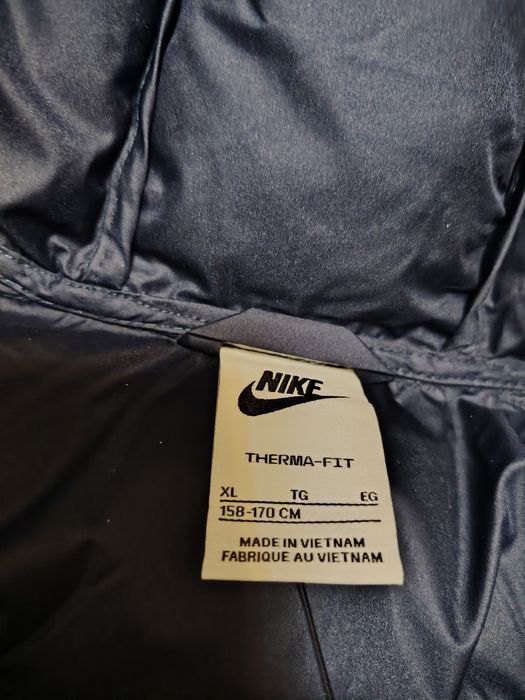 NIKE
THERMA-FIT
XL TG EG
158-170 CM
MADE IN VIETNAM
FABRIQUE AU VIETNAM